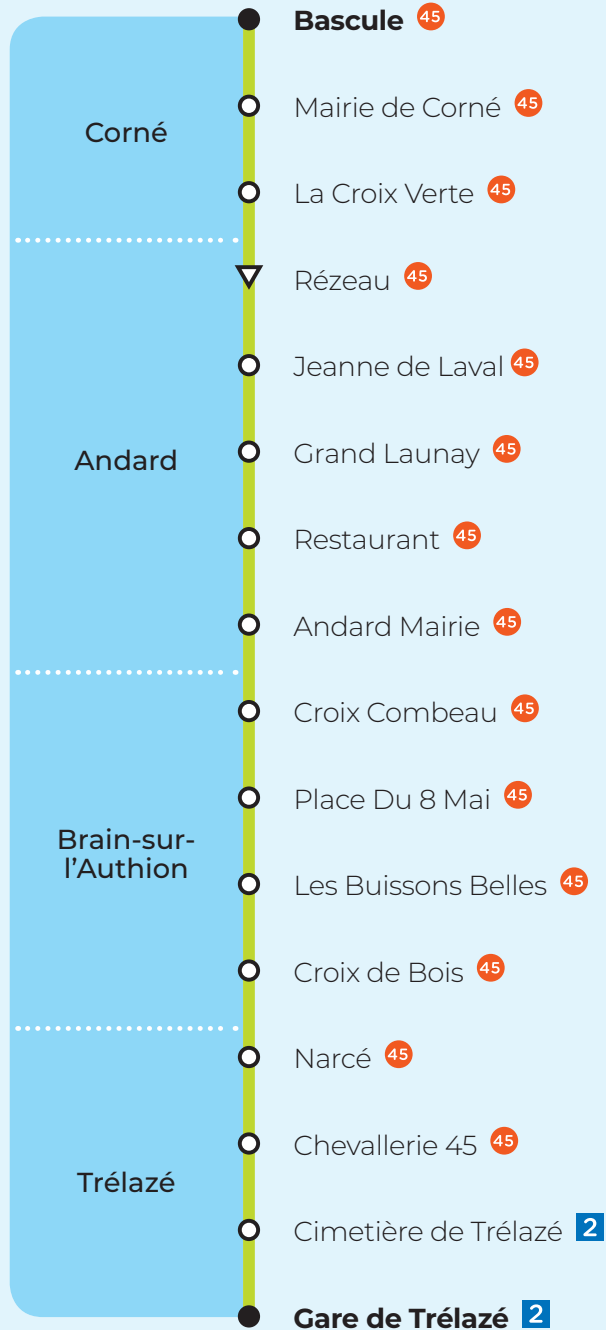 Bascule 45
Corné
Mairie de Corné 45
La Croix Verte 45
Andard
Rézeau 45
Jeanne de Laval 45
Grand Launay 45
Restaurant 45
Andard Mairie 45
Brain-sur-
l'Authion
Croix Combeau 45
Place Du 8 Mai 45
Les Buissons Belles 45
Croix de Bois 45
Trélazé
Narcé 45
Chevallerie 45 45
Cimetière de Trélazé 2
Gare de Trélazé 2